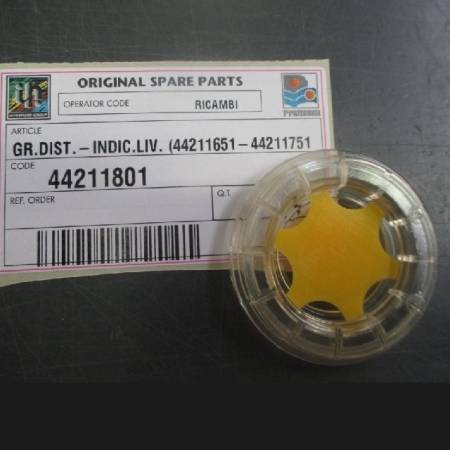 ORIGINAL SPARE PARTS
OPERATOR CODE RICAMBI
ARTICLE
GR.DIST.-INDIC.LIV. (44211651-44211751
CODE
44211801
Q.T.
REF. ORDER